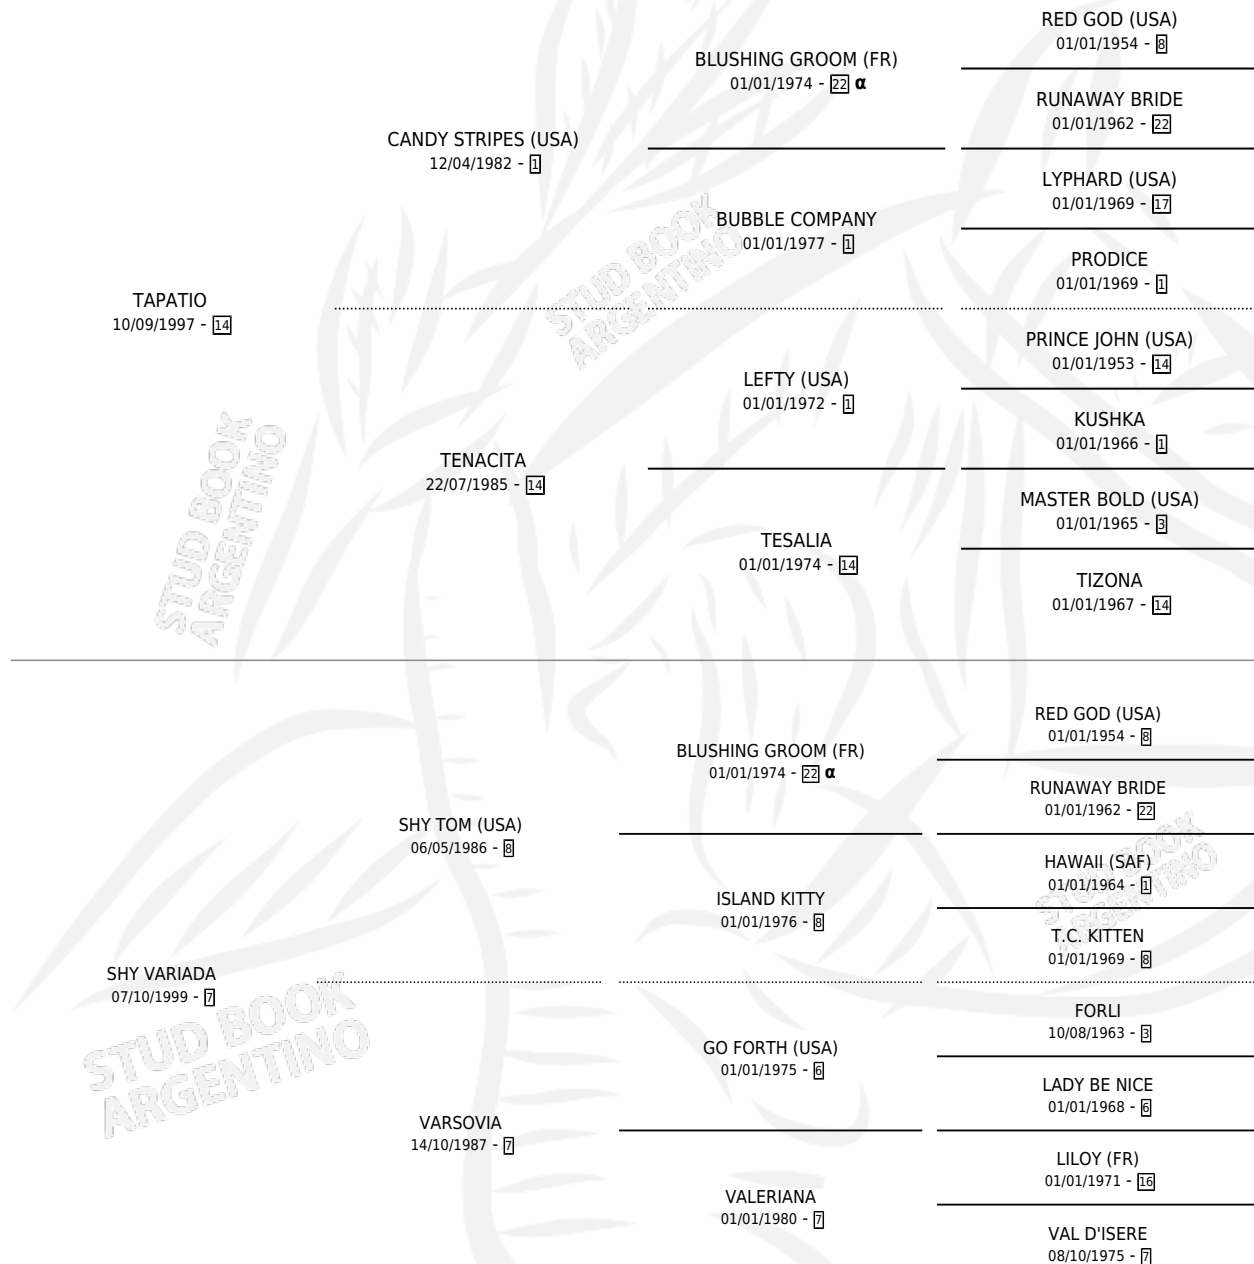 TAPATIO
10/09/1997 - 14
CANDY STRIPES (USA)
12/04/1982 - 1
BLUSHING GROOM (FR)
01/01/1974 - 22 α
RED GOD (USA)
01/01/1954 - 8
RUNAWAY BRIDE
01/01/1962 - 22
BUBBLE COMPANY
01/01/1977 - 1
LYPHARD (USA)
01/01/1969 - 17
PRODICE
01/01/1969 - 1
TENACITA
22/07/1985 - 14
LEFTY (USA)
01/01/1972 - 1
PRINCE JOHN (USA)
01/01/1953 - 14
KUSHKA
01/01/1966 - 1
TESALIA
01/01/1974 - 14
MASTER BOLD (USA)
01/01/1965 - 3
TIZONA
01/01/1967 - 14
SHY VARIADA
07/10/1999 - 7
SHY TOM (USA)
06/05/1986 - 8
BLUSHING GROOM (FR)
01/01/1974 - 22 α
RED GOD (USA)
01/01/1954 - 8
RUNAWAY BRIDE
01/01/1962 - 22
ISLAND KITTY
01/01/1976 - 8
HAWAII (SAF)
01/01/1964 - 1
T.C. KITTEN
01/01/1969 - 8
VARSOVIA
14/10/1987 - 7
GO FORTH (USA)
01/01/1975 - 6
FORLI
10/08/1963 - 3
LADY BE NICE
01/01/1968 - 6
VALERIANA
01/01/1980 - 7
LILOY (FR)
01/01/1971 - 16
VAL D'ISERE
08/10/1975 - 7
STUD BOOK
ARGENTINO
STUD BOOK
ARGENTINO
STUD BOOK
ARGENTINO
STUD BOOK
ARGENTINO